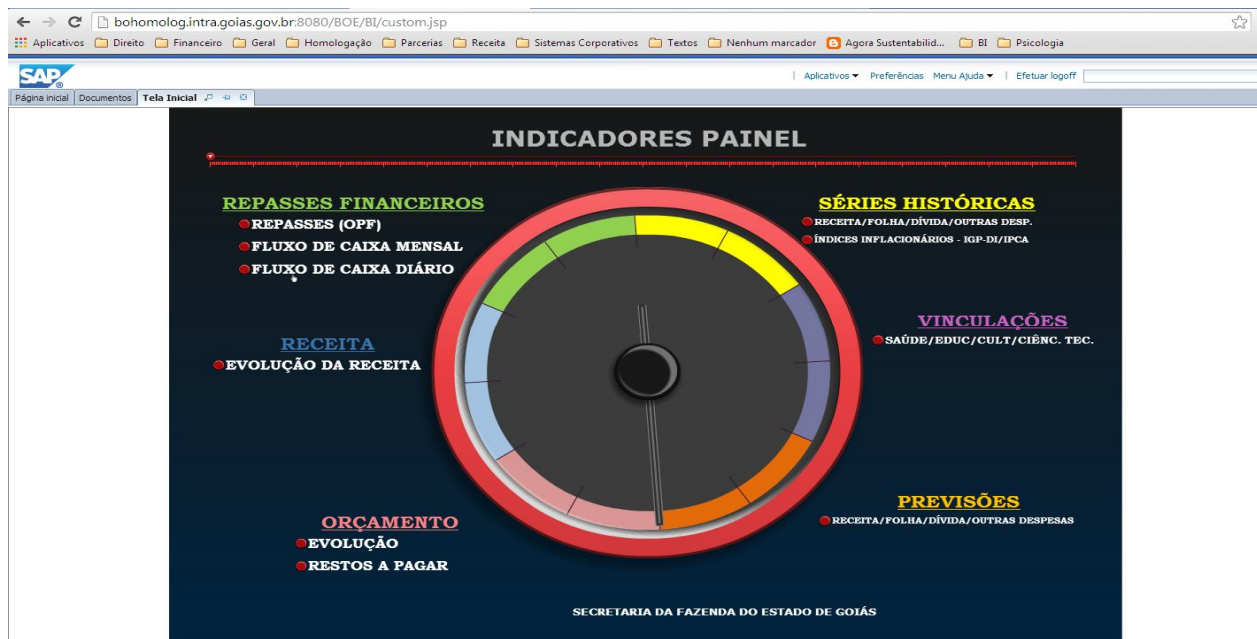 bohomolog.intra.goias.gov.br:8080/BOE/BI/custom.jsp
Aplicativos Direito Financeiro Geral Homologação Parcerias Receita Sistemas Corporativos Textos Nenhum marcador Agora Sustentabilid... BI Psicologia
SAP
Aplicativos Preferências Menu Ajuda Efetuar logoff
Página inicial Documentos Tela Inicial
INDICADORES PAINEL
REPASSES FINANCEIROS
REPASSES (OPF)
FLUXO DE CAIXA MENSAL
FLUXO DE CAIXA DIÁRIO
SÉRIES HISTÓRICAS
RECEITA/FOLHA/DÍVIDA/OUTRAS DESP.
ÍNDICES INFLACIONÁRIOS - IGP-DI/IPCA
RECEITA
EVOLUÇÃO DA RECEITA
VINCULAÇÕES
SAÚDE/EDUC/CULT/CIÊNC. TEC.
ORÇAMENTO
EVOLUÇÃO
RESTOS A PAGAR
PREVISÕES
RECEITA/FOLHA/DÍVIDA/OUTRAS DESPESAS
SECRETARIA DA FAZENDA DO ESTADO DE GOIÁS